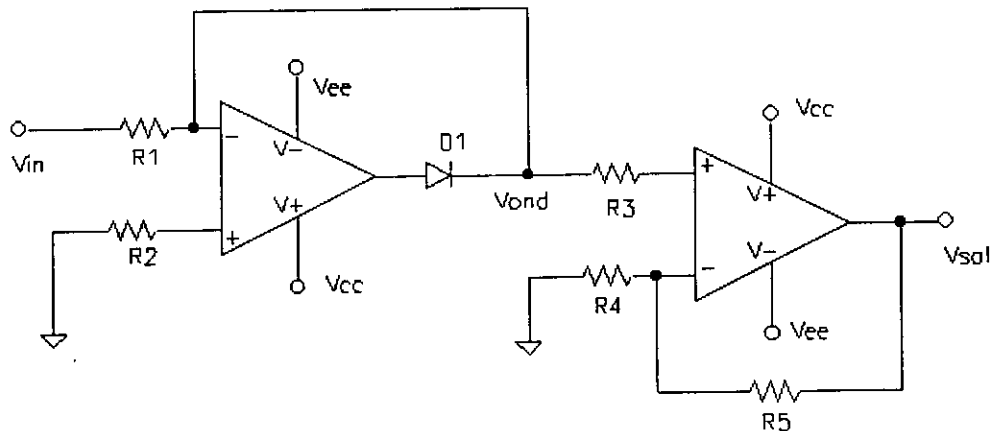 Vee
Vcc
Vin
R1
-
V-
V+
+
R2
Vcc
D1
Vond
R3
+
V+
V-
-
R4
Vee
R5
Vsal